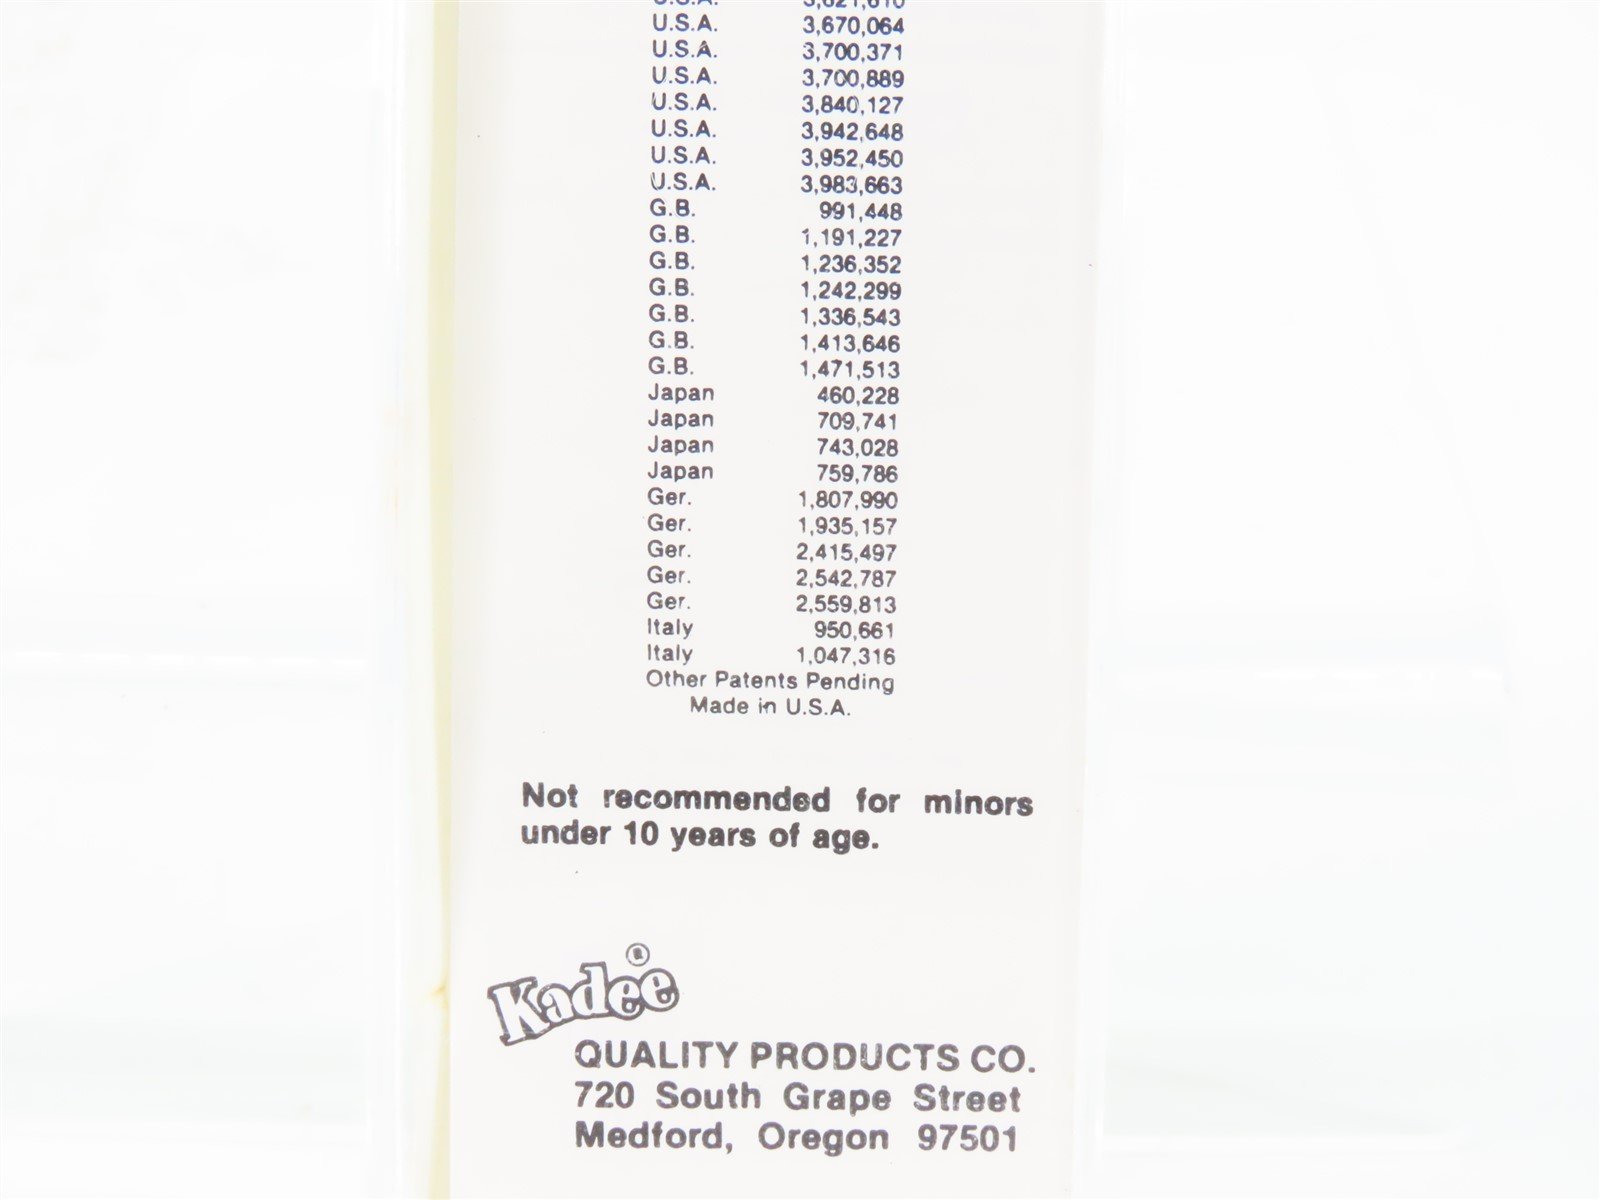 U.S.A. 3,621,610
U.S.A. 3,670,064
U.S.A. 3,700,371
U.S.A. 3,700,889
U.S.A. 3,840,127
U.S.A. 3,942,648
U.S.A. 3,952,450
U.S.A. 3,983,663
G.B. 991,448
G.B. 1,191,227
G.B. 1,236,352
G.B. 1,242,299
G.B. 1,336,543
G.B. 1,413,646
G.B. 1,471,513
Japan 460,228
Japan 709,741
Japan 743,028
Japan 759,786
Ger. 1,807,990
Ger. 1,935,157
Ger. 2,415,497
Ger. 2,542,787
Ger. 2,559,813
Italy 950,661
Italy 1,047,316
Other Patents Pending
Made in U.S.A.
Not recommended for minors
under 10 years of age.
Kadee®
QUALITY PRODUCTS CO.
720 South Grape Street
Medford, Oregon 97501